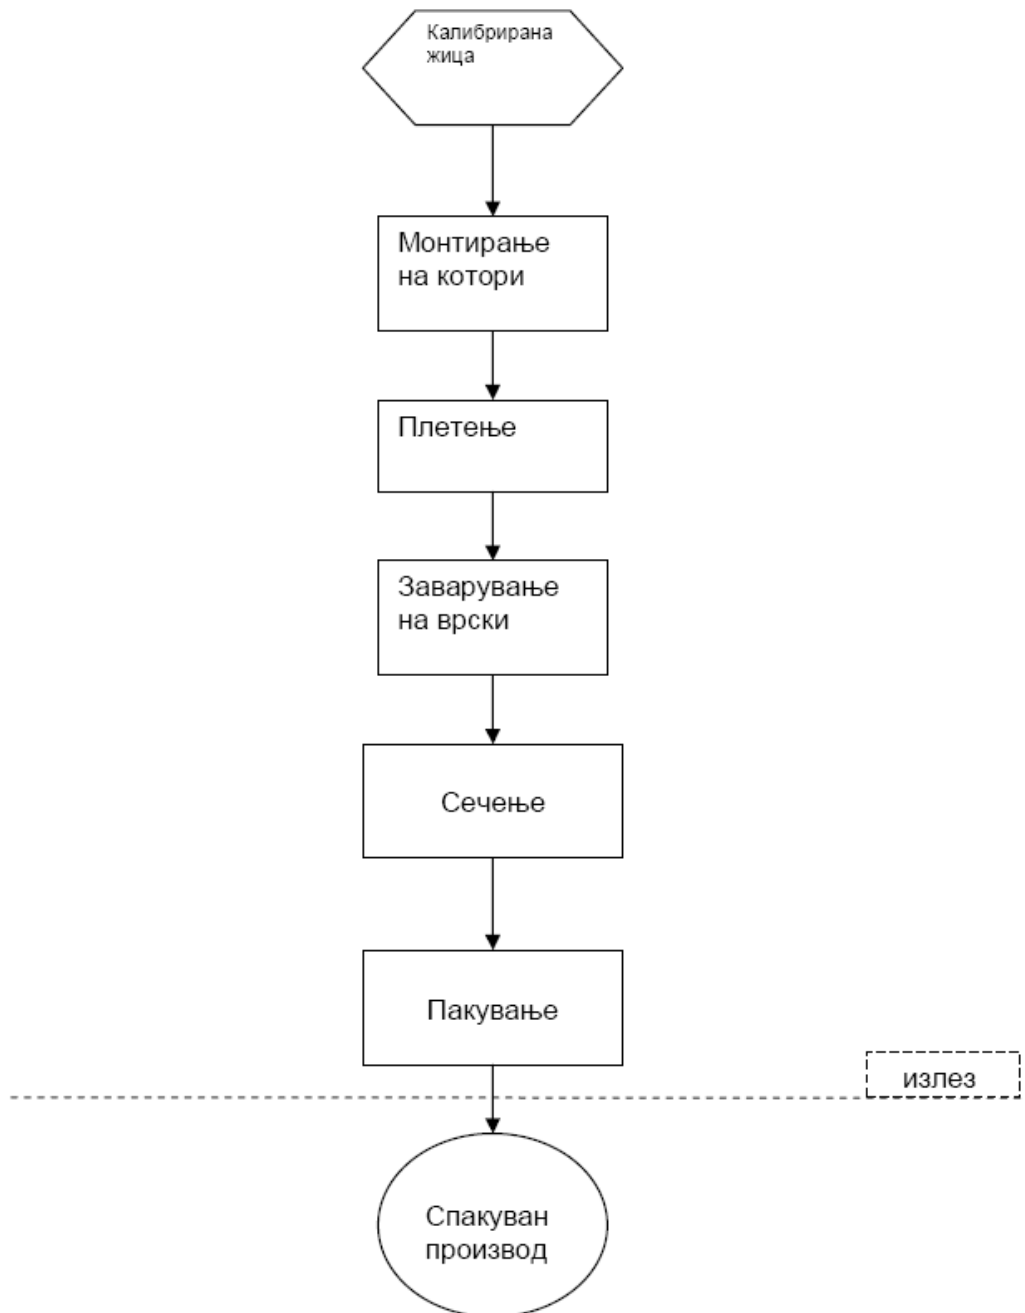 Калибрирана
жица
Монтирање
на котори
Плетење
Заварување
на врски
Сечење
Пакување
излез
Спакуван
производ